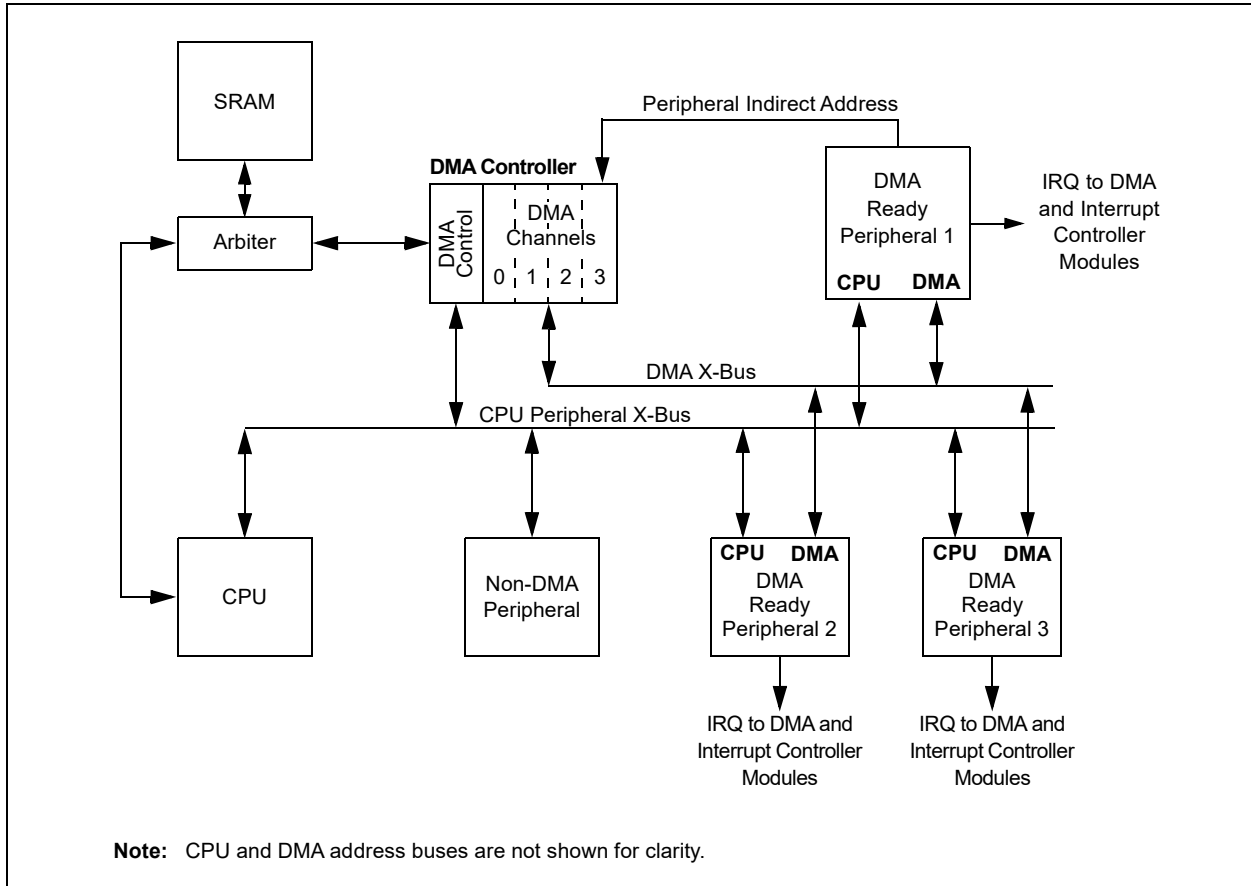 SRAM
Peripheral Indirect Address
DMA Controller
DMA
Ready
Peripheral 1
IRQ to DMA
and Interrupt
Controller
Modules
Arbiter
DMA
Control
DMA
Channels
0 1 2 3
CPU DMA
DMA X-Bus
CPU Peripheral X-Bus
CPU
Non-DMA
Peripheral
CPU DMA
DMA
Ready
Peripheral 2
CPU DMA
DMA
Ready
Peripheral 3
IRQ to DMA and
Interrupt Controller
Modules
IRQ to DMA and
Interrupt Controller
Modules
Note: CPU and DMA address buses are not shown for clarity.